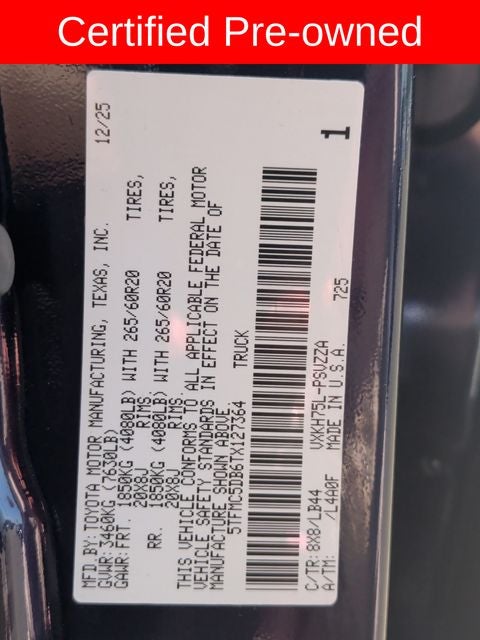 Certified Pre-owned
MFD.BY: TOYOTA MOTOR MANUFACTURING, TEXAS, INC. 12/25
GVWR: 3460KG (7630LB)
GAWR: FRT. 1850KG (4080LB) WITH 265/60R20 TIRES,
20X8J RIMS.
RR. 1850KG (4080LB) WITH 265/60R20 TIRES,
20X8J RIMS.
THIS VEHICLE CONFORMS TO ALL APPLICABLE FEDERAL MOTOR
VEHICLE SAFETY STANDARDS IN EFFECT ON THE DATE OF
MANUFACTURE SHOWN ABOVE
5TFMC5DB6TX127364 TRUCK
C/TR: 8X8/LB44 VXKH75L-PSVZZA 725
A/TM: /L4A0F MADE IN U.S.A.
1